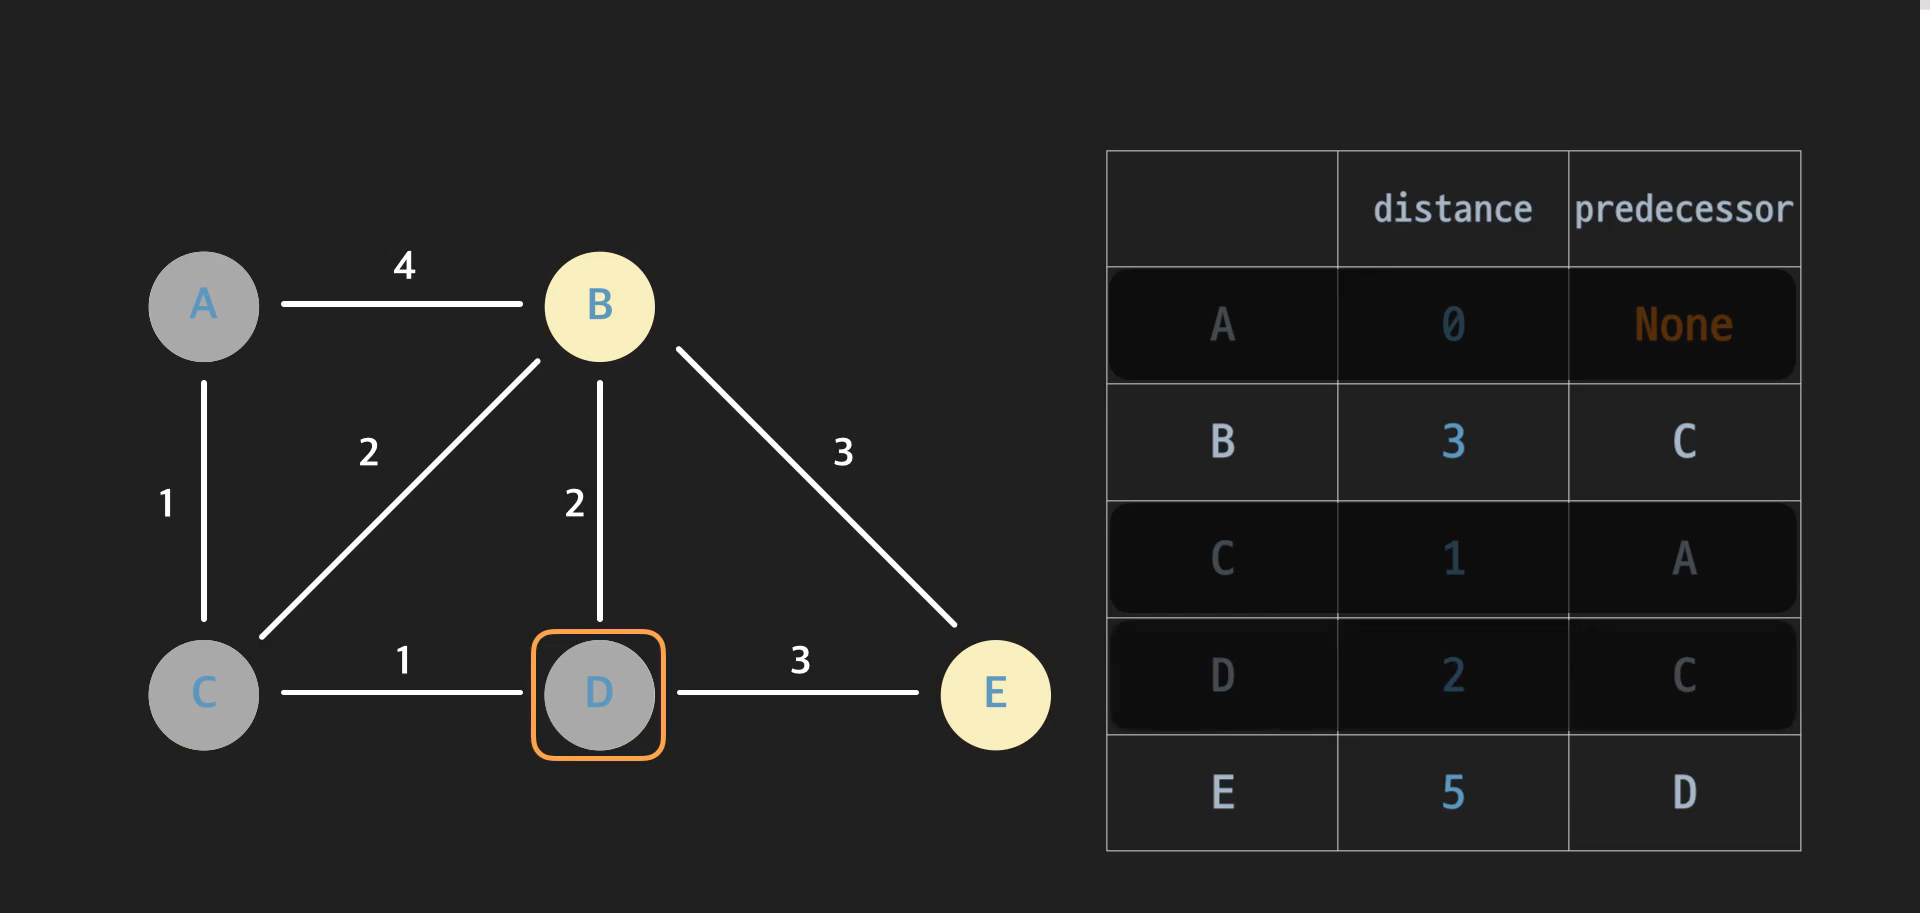 4
A B
2
3
1
2
1
3
C D E
distance predecessor
A 0 None
B 3 C
C 1 A
D 2 C
E 5 D